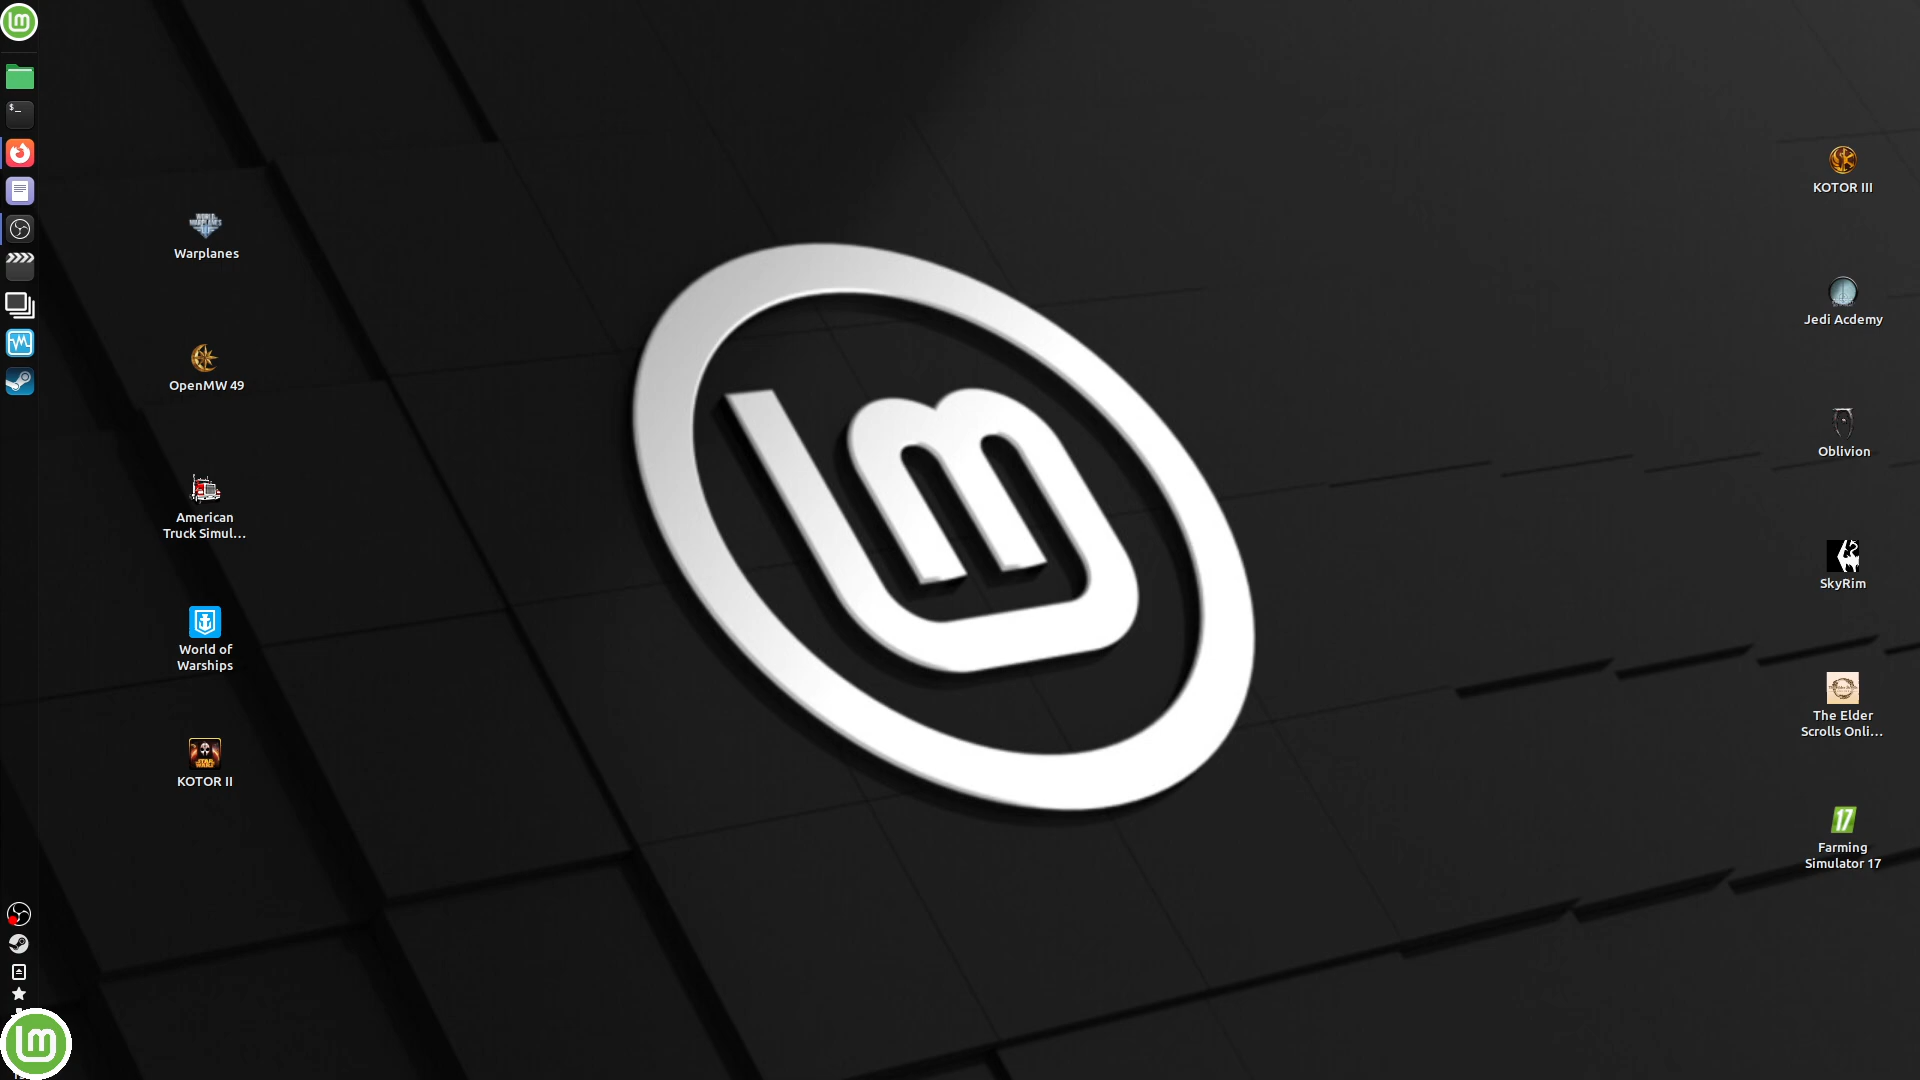 $_
Warplanes
OpenMW 49
American
Truck Simul...
World of
Warships
KOTOR II
KOTOR III
Jedi Acdemy
Oblivion
SkyRim
The Elder
Scrolls Onli...
17
Farming
Simulator 17